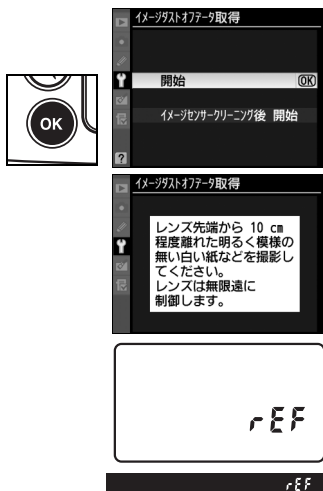 イメージダストオフデータ取得
開始 OK
イメージセンサークリーニング後 開始
?
OK
イメージダストオフデータ取得
レンズ先端から 10 cm
程度離れた明るく模様の
無い白い紙などを撮影し
てください。
レンズは無限遠に
制御します。
?
rEF
rEF